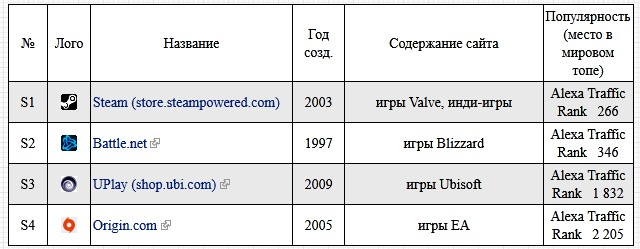 № Лого Название Год созд. Содержание сайта Популярность (место в мировом топе)
S1 Steam (store.steampowered.com) 2003 игры Valve, инди-игры Alexa Traffic Rank 266
S2 Battle.net 1997 игры Blizzard Alexa Traffic Rank 346
S3 UPlay (shop.ubi.com) 2009 игры Ubisoft Alexa Traffic Rank 1 832
S4 Origin.com 2005 игры EA Alexa Traffic Rank 2 205